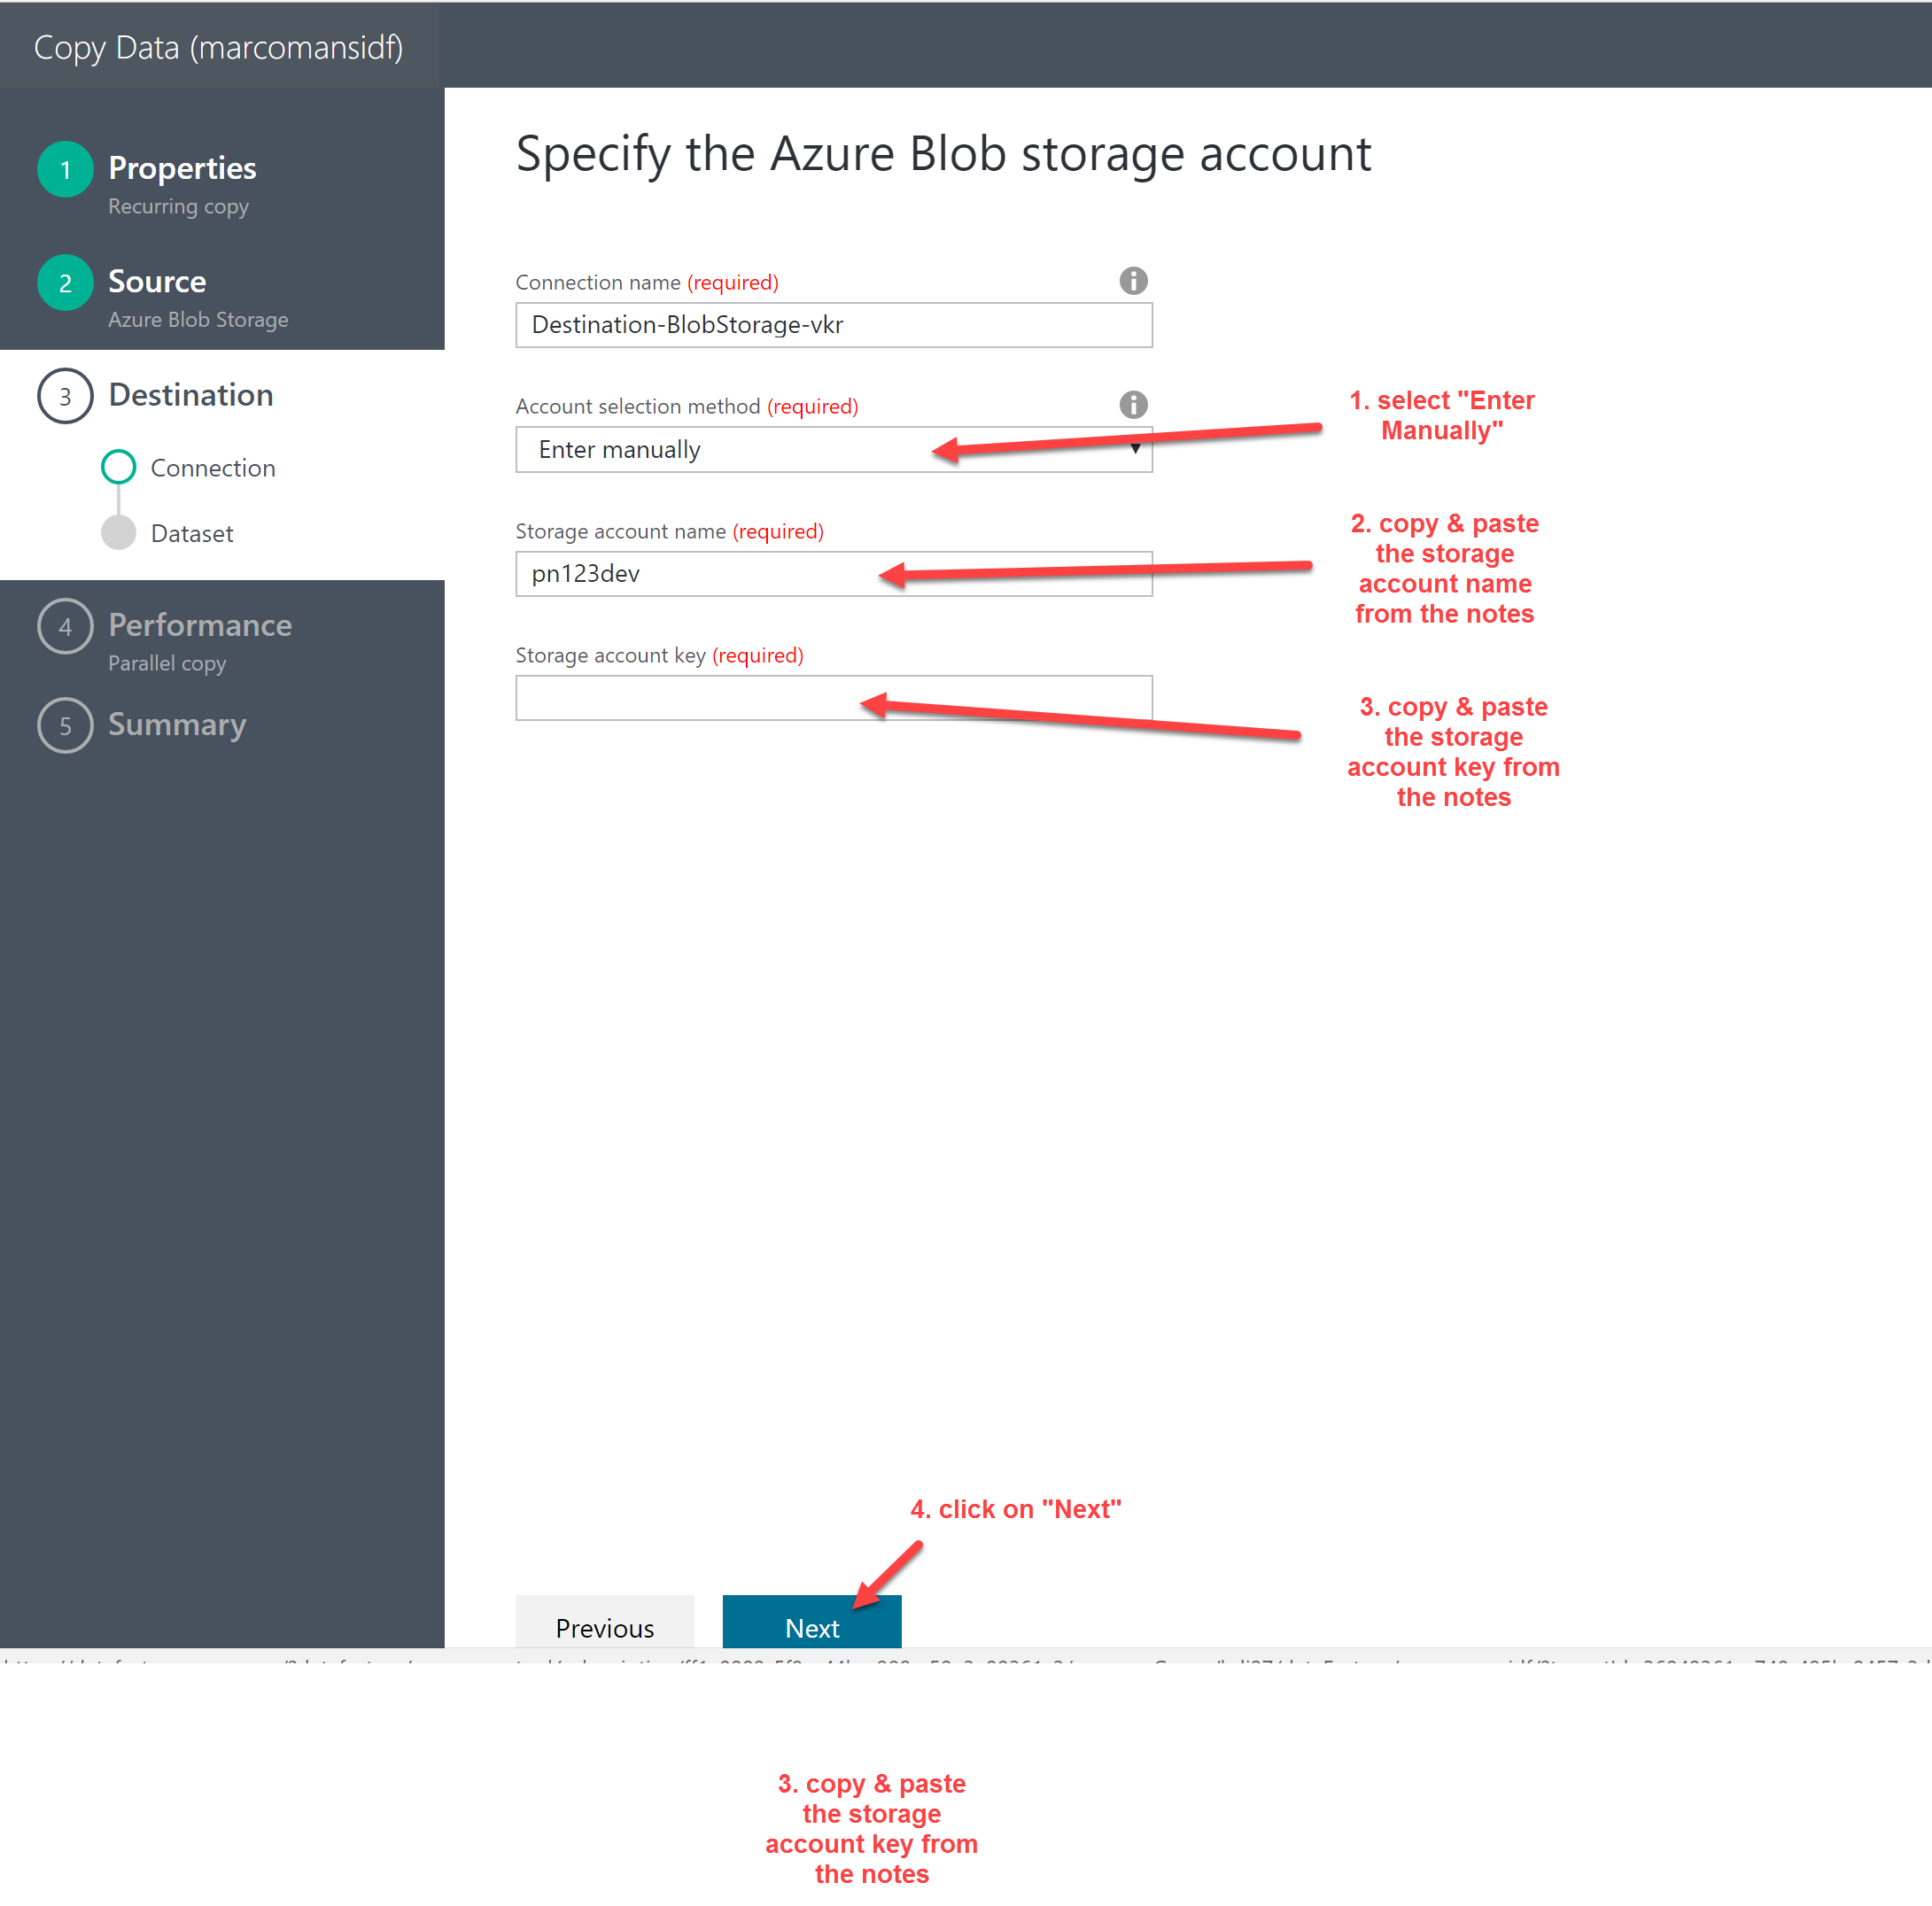 Copy Data (marcomansidf)
1 Properties
Recurring copy
2 Source
Azure Blob Storage
3 Destination
Connection
Dataset
4 Performance
Parallel copy
5 Summary
Specify the Azure Blob storage account
Connection name (required)
Destination-BlobStorage-vkr
Account selection method (required)
Enter manually
Storage account name (required)
pn123dev
Storage account key (required)
1. select "Enter
Manually"
2. copy & paste
the storage
account name
from the notes
3. copy & paste
the storage
account key from
the notes
4. click on "Next"
Previous
Next
3. copy & paste
the storage
account key from
the notes